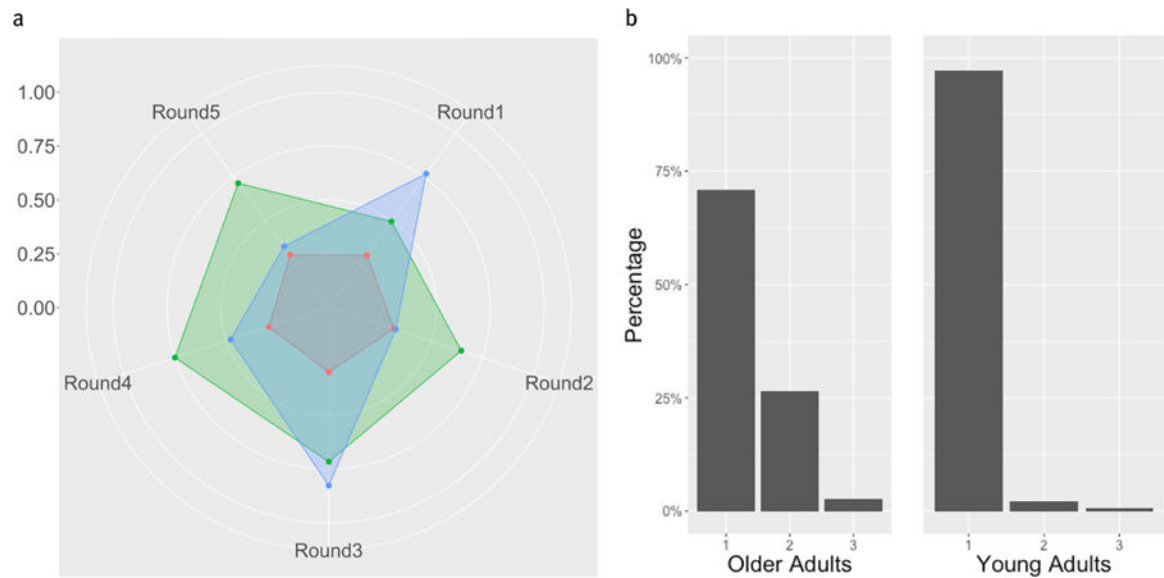 a
1.00
0.75
0.50
0.25
0.00
Round5
Round1
Round4
Round2
Round3
b
Percentage
100%
75%
50%
25%
0%
1 2 3
Older Adults
1 2 3
Young Adults